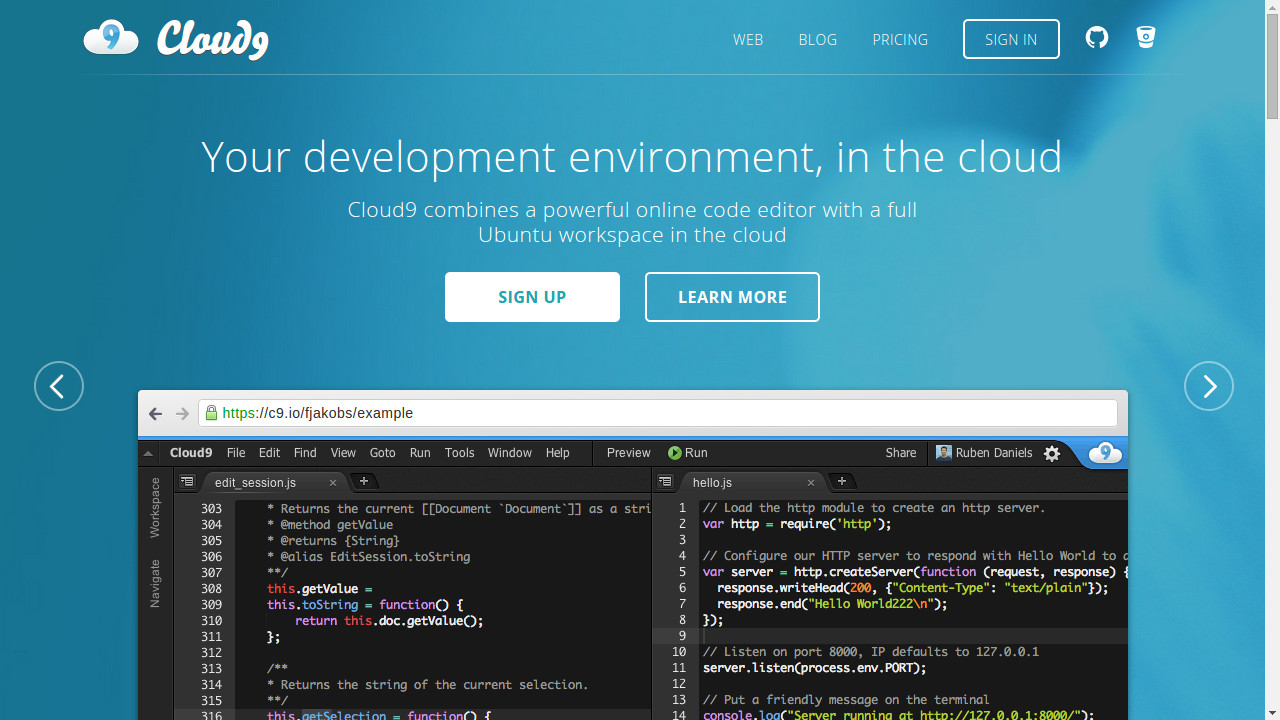 9 Cloud9 WEB BLOG PRICING SIGN IN
Your development environment, in the cloud
Cloud9 combines a powerful online code editor with a full
Ubuntu workspace in the cloud
SIGN UP LEARN MORE
https://c9.io/fjakobs/example
Cloud9 File Edit Find View Goto Run Tools Window Help Preview Run Share Ruben Daniels 9
Workspace
Navigate
edit_session.js × +
303 * Returns the current [[Document `Document`]] as a stri
304 * @method getValue
305 * @returns {String}
306 * @alias EditSession.toString
307 **/
308 this.getValue =
309 this.toString = function() {
310 return this.doc.getValue();
311 };
312
313 /**
314 * Returns the string of the current selection.
315 **/
316 this.getSelection = function() {
hello.js × +
1 // Load the http module to create an http server.
2 var http = require('http');
3
4 // Configure our HTTP server to respond with Hello World to a
5 var server = http.createServer(function (request, response) {
6 response.writeHead(200, {"Content-Type": "text/plain"});
7 response.end("Hello World222\n");
8 });
9
10 // Listen on port 8000, IP defaults to 127.0.0.1
11 server.listen(process.env.PORT);
12
13 // Put a friendly message on the terminal
14 console.log("Server running at http://127.0.0.1:8000/");